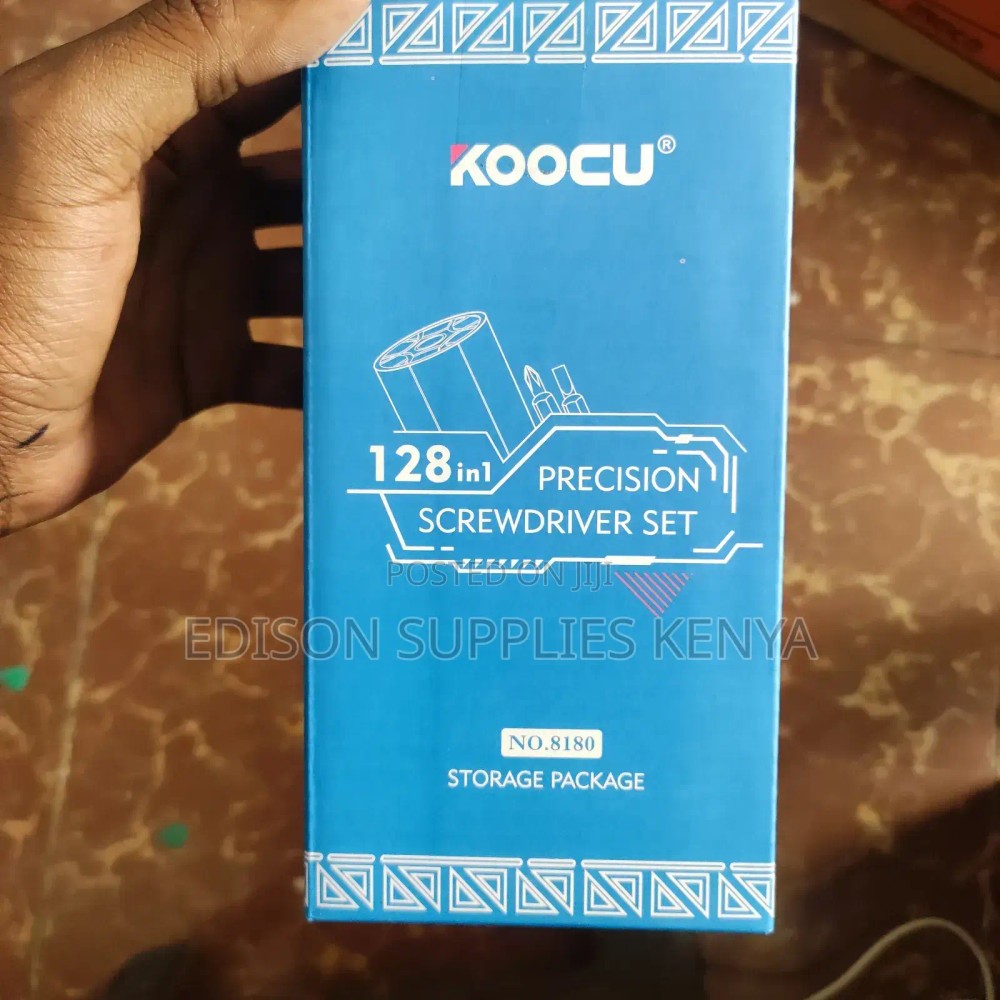 KOOCU®
128in1
PRECISION
SCREWDRIVER SET
POSTED ON JIJI
EDISON SUPPLIES KENYA
NO.8180
STORAGE PACKAGE